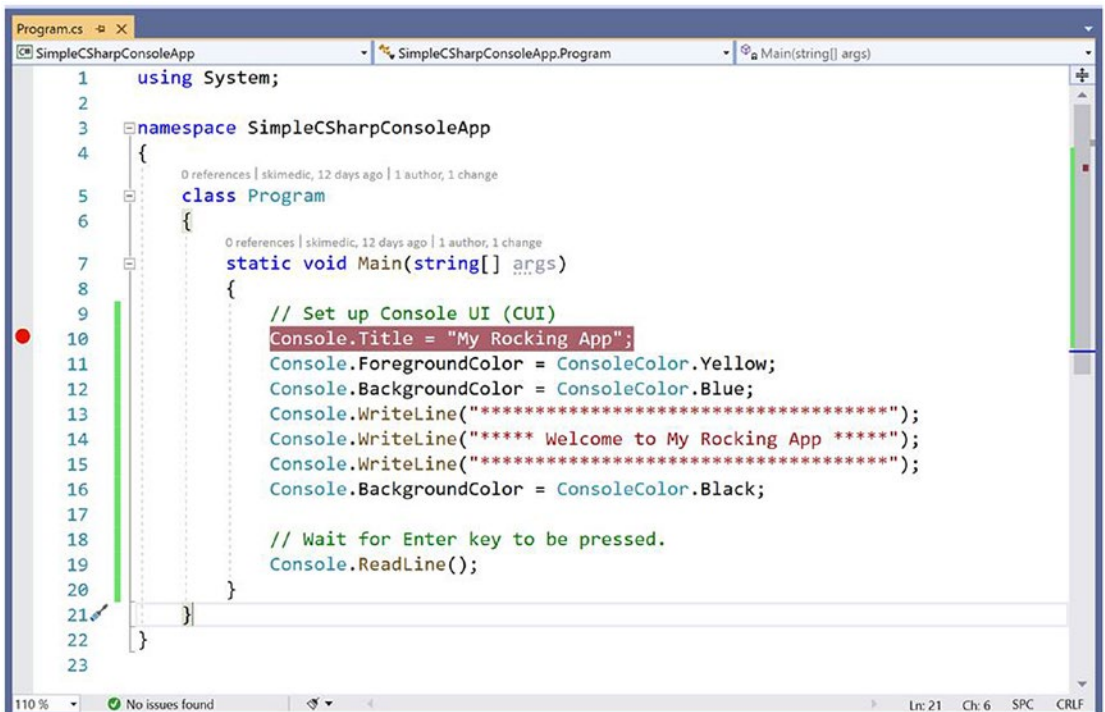 Program.cs
SimpleCSharpConsoleApp SimpleCSharpConsoleApp.Program Main(string[] args)
1 using System;
2
3 namespace SimpleCSharpConsoleApp
4 {
0 references | skimedic, 12 days ago | 1 author, 1 change
5 class Program
6 {
0 references | skimedic, 12 days ago | 1 author, 1 change
7 static void Main(string[] args)
8 {
9 // Set up Console UI (CUI)
10 Console.Title = "My Rocking App";
11 Console.ForegroundColor = ConsoleColor.Yellow;
12 Console.BackgroundColor = ConsoleColor.Blue;
13 Console.WriteLine("*************************************");
14 Console.WriteLine("***** Welcome to My Rocking App *****");
15 Console.WriteLine("*************************************");
16 Console.BackgroundColor = ConsoleColor.Black;
17
18 // Wait for Enter key to be pressed.
19 Console.ReadLine();
20 }
21 }
22 }
23
110 % No issues found Ln: 21 Ch: 6 SPC CRLF